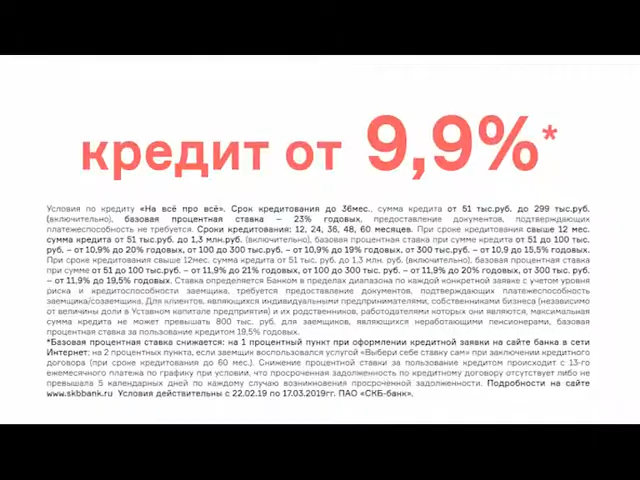 кредит от 9,9%*
Условия по кредиту «На всё про всё». Срок кредитования до 36мес., сумма кредита от 51 тыс.руб. до 299 тыс.руб.
(включительно), базовая процентная ставка – 23% годовых, предоставление документов, подтверждающих
платежеспособность не требуется. Сроки кредитования: 12, 24, 36, 48, 60 месяцев. При сроке кредитования свыше 12 мес.
сумма кредита от 51 тыс.руб. до 1,3 млн.руб. (включительно), базовая процентная ставка при сумме кредита от 51 до 100 тыс.
руб. – от 10,9% до 20% годовых, от 100 до 300 тыс.руб. – от 10,9% до 19% годовых, от 300 тыс.руб. – от 10,9 до 15,5% годовых.
При сроке кредитования свыше 12мес. сумма кредита от 51 тыс. руб. до 1,3 млн. руб. (включительно), базовая процентная ставка
при сумме от 51 до 100 тыс.руб. – от 11,9% до 21% годовых, от 100 до 300 тыс. руб. – от 11,9% до 20% годовых, от 300 тыс. руб.
– от 11,9% до 19,5% годовых. Ставка определяется Банком в пределах диапазона по каждой конкретной заявке с учетом уровня
риска и кредитоспособности заемщика, требуется предоставление документов, подтверждающих платежеспособность
заемщика/созаемщика. Для клиентов, являющихся индивидуальными предпринимателями, собственниками бизнеса (независимо
от величины доли в Уставном капитале предприятия) и их родственников, работодателями которых они являются, максимальная
сумма кредита не может превышать 800 тыс. руб. для заемщиков, являющихся неработающими пенсионерами, базовая
процентная ставка за пользование кредитом 19,5% годовых.
*Базовая процентная ставка снижается: на 1 процентный пункт при оформлении кредитной заявки на сайте банка в сети
Интернет; на 2 процентных пункта, если заемщик воспользовался услугой «Выбери себе ставку сам» при заключении кредитного
договора (при сроке кредитования до 60 мес.). Снижение процентной ставки за пользование кредитом происходит с 13-го
ежемесячного платежа по графику при условии, что просроченная задолженность по кредитному договору отсутствует либо не
превышала 5 календарных дней по каждому случаю возникновения просроченной задолженности. Подробности на сайте
www.skbbank.ru Условия действительны с 22.02.19 по 17.03.2019гг. ПАО «СКБ-банк».